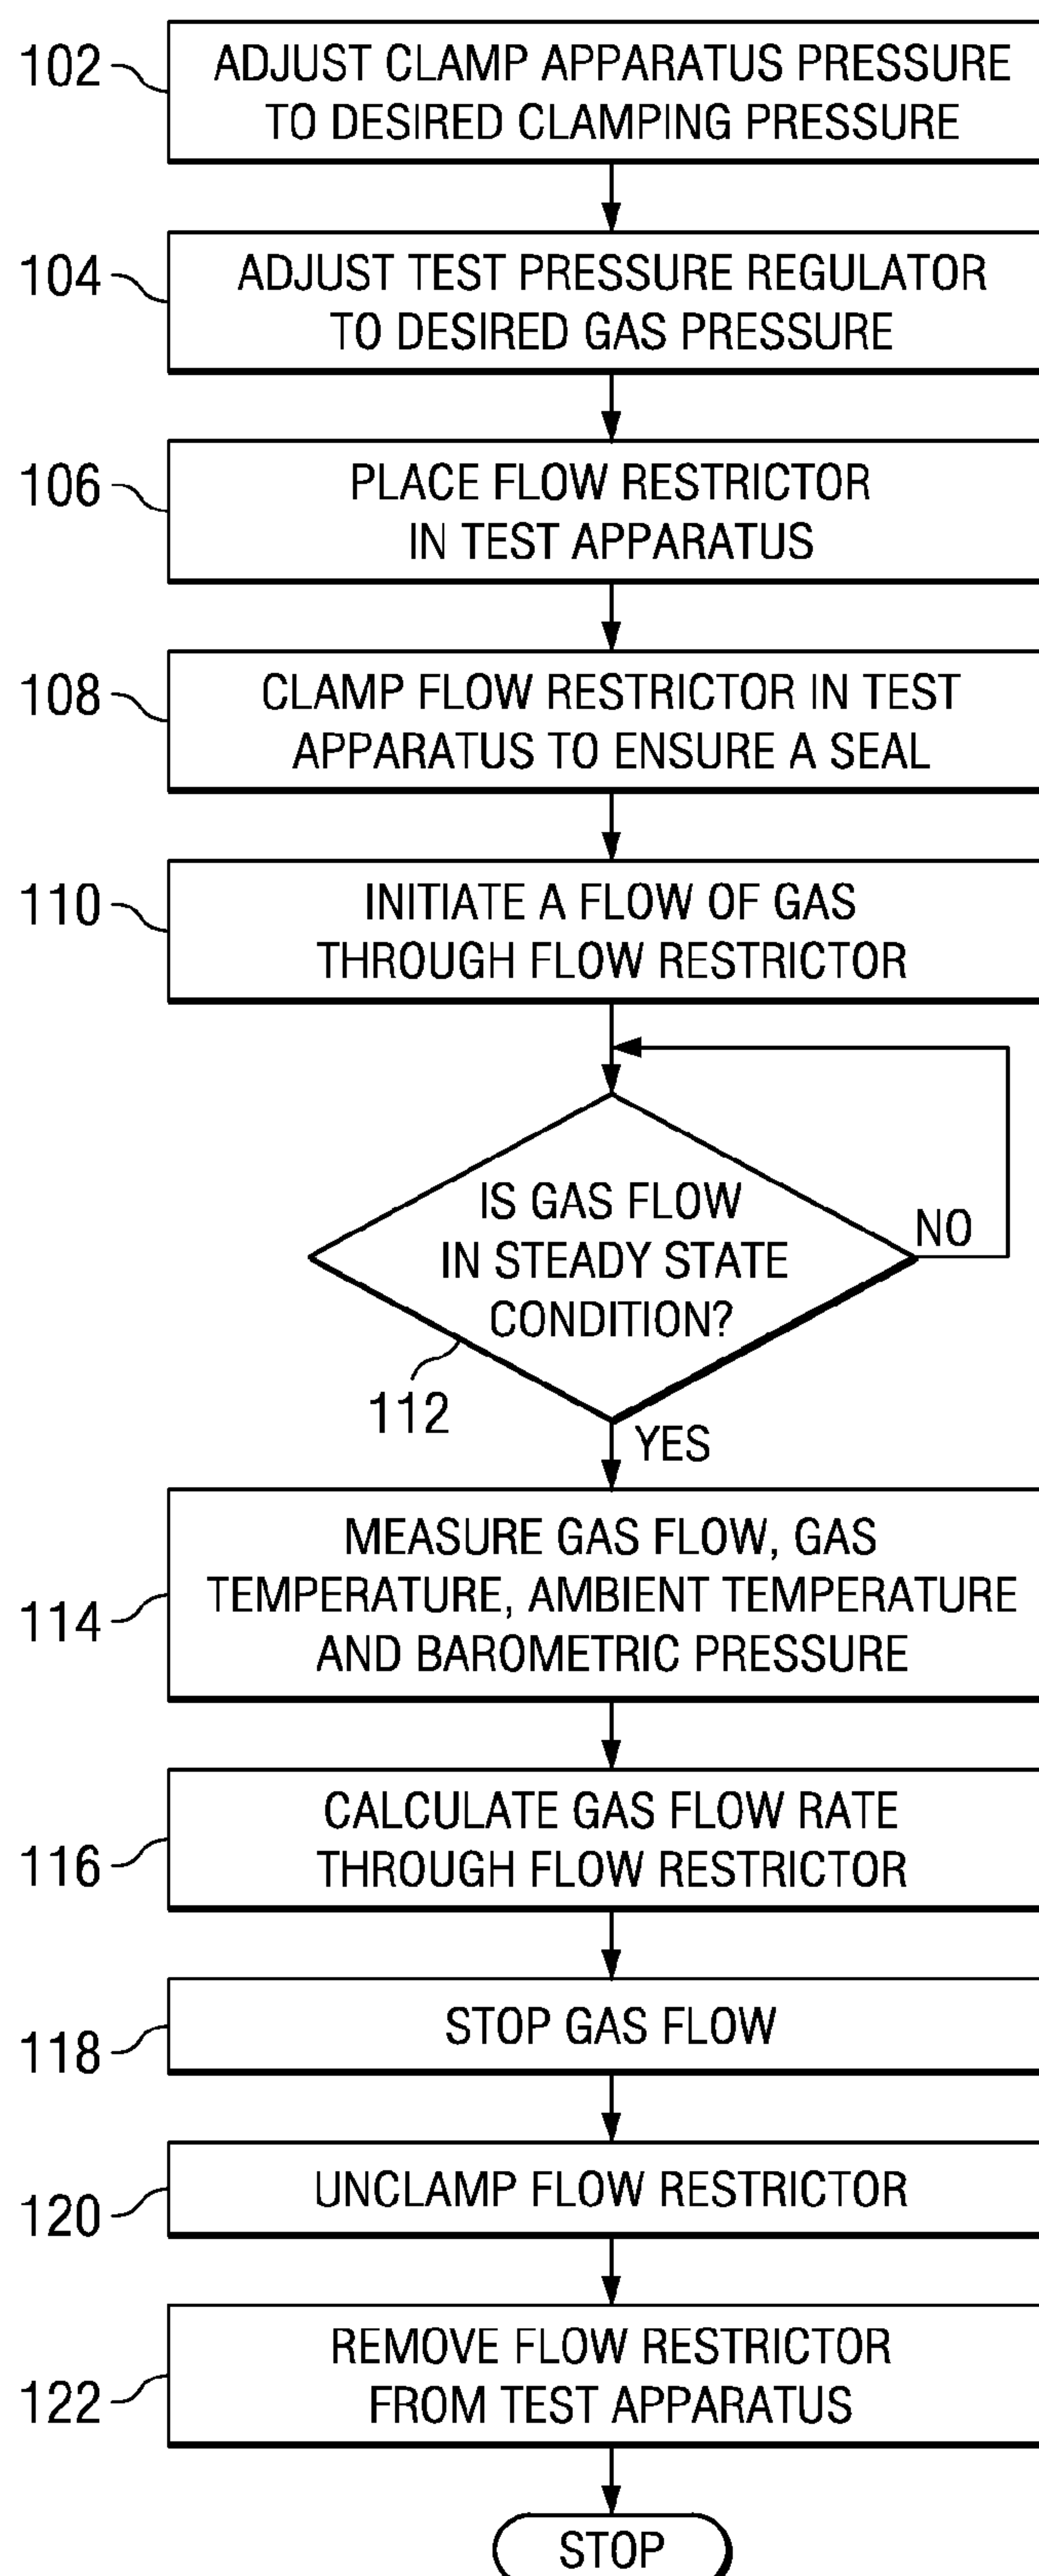 102
ADJUST CLAMP APPARATUS PRESSURE
TO DESIRED CLAMPING PRESSURE
104
ADJUST TEST PRESSURE REGULATOR
TO DESIRED GAS PRESSURE
106
PLACE FLOW RESTRICTOR
IN TEST APPARATUS
108
CLAMP FLOW RESTRICTOR IN TEST
APPARATUS TO ENSURE A SEAL
110
INITIATE A FLOW OF GAS
THROUGH FLOW RESTRICTOR
IS GAS FLOW
IN STEADY STATE
CONDITION?
NO
112
YES
114
MEASURE GAS FLOW, GAS
TEMPERATURE, AMBIENT TEMPERATURE
AND BAROMETRIC PRESSURE
116
CALCULATE GAS FLOW RATE
THROUGH FLOW RESTRICTOR
118
STOP GAS FLOW
120
UNCLAMP FLOW RESTRICTOR
122
REMOVE FLOW RESTRICTOR
FROM TEST APPARATUS
STOP